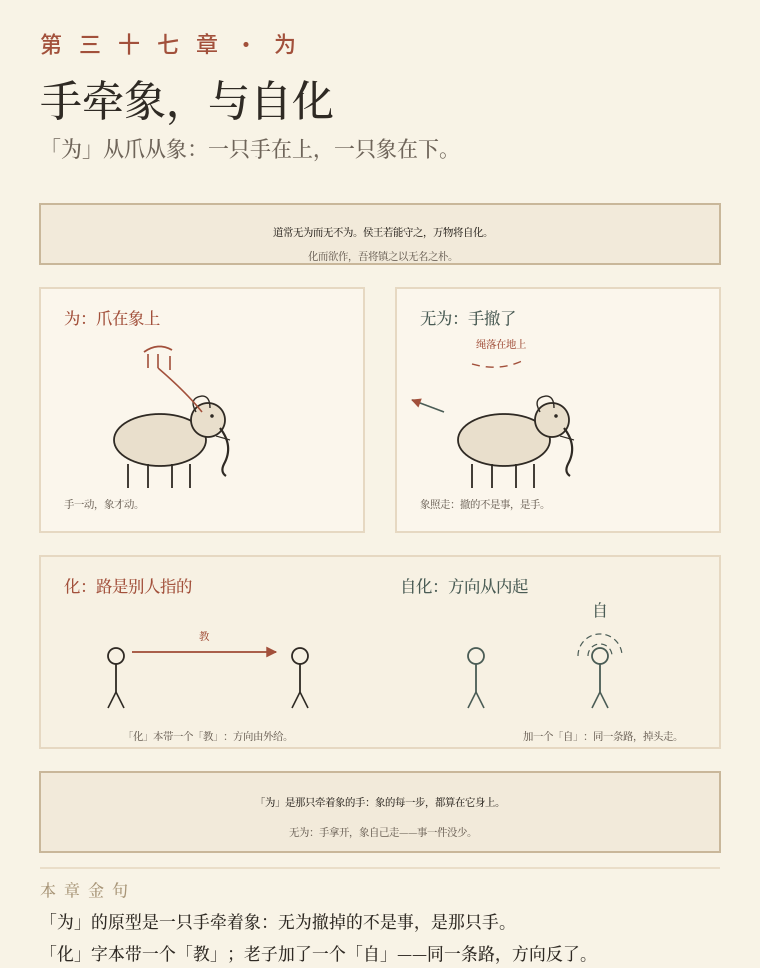 第三十七章·为
手牵象，与自化
「为」从爪从象：一只手在上，一只象在下。
道常无为而无不为。侯王若能守之，万物将自化。
化而欲作，吾将镇之以无名之朴。
为：爪在象上
手一动，象才动。
无为：手撤了
绳落在地上
象照走：撤的不是事，是手。
化：路是别人指的
教
「化」本带一个「教」：方向由外给。
自化：方向从内起
自
加一个「自」：同一条路，掉头走。
「为」是那只牵着象的手：象的每一步，都算在它身上。
无为：手拿开，象自己走——事一件没少。
本章金句
「为」的原型是一只手牵着象：无为撤掉的不是事，是那只手。
「化」字本带一个「教」；老子加了一个「自」——同一条路，方向反了。